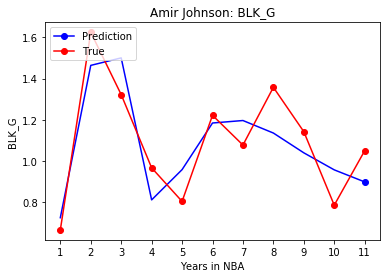 Amir Johnson: BLK_G
Prediction
True
1.6
1.4
1.2
1.0
0.8
BLK_G
1 2 3 4 5 6 7 8 9 10 11
Years in NBA